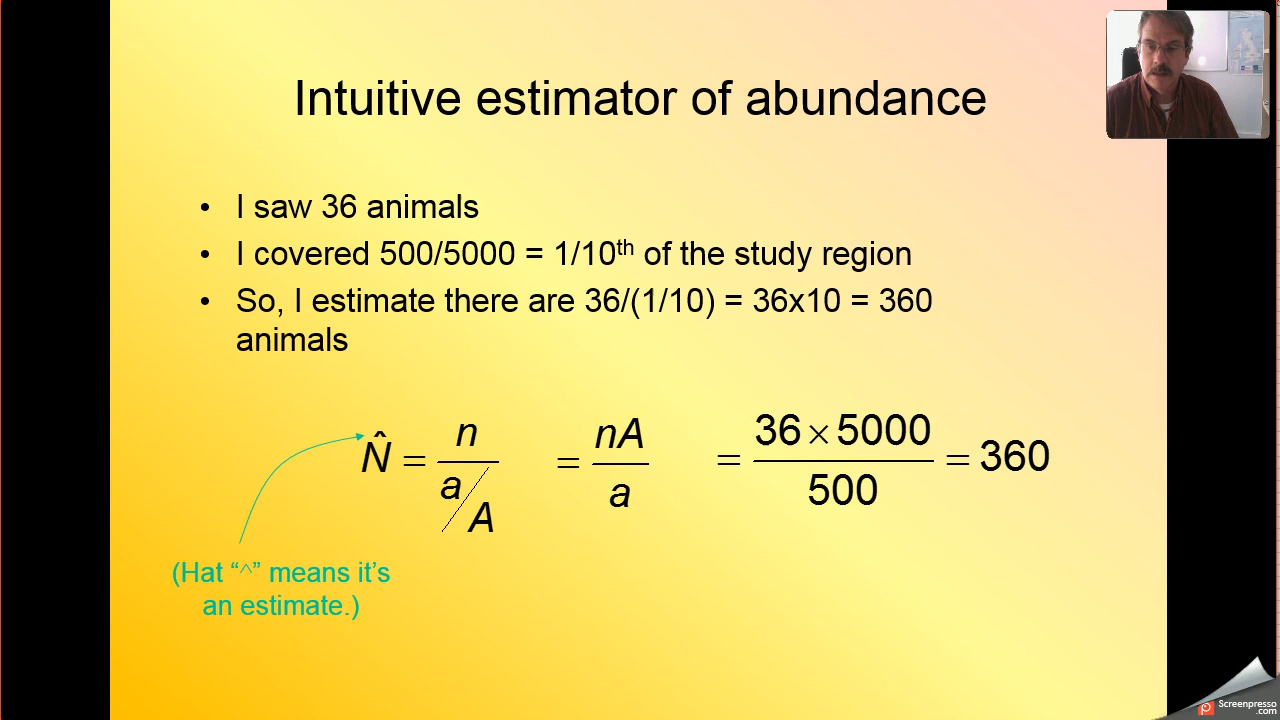 Intuitive estimator of abundance
• I saw 36 animals
• I covered 500/5000 = 1/10th of the study region
• So, I estimate there are 36/(1/10) = 36x10 = 360
animals
N̂ = n / (a/A) = nA / a = 36 × 5000 / 500 = 360
(Hat “^” means it’s
an estimate.)
Screenpresso
.com